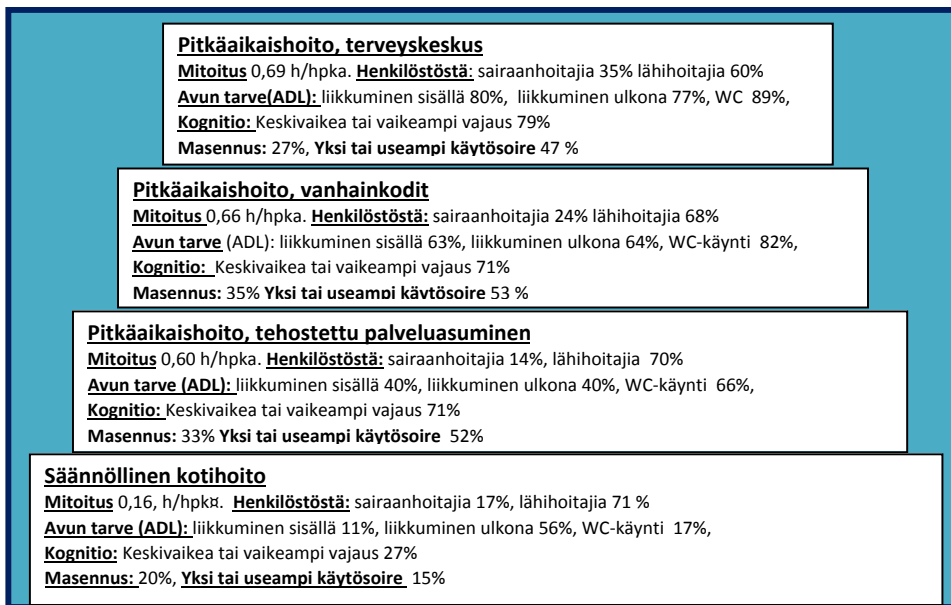 Pitkäaikaishoito, terveyskeskus
Mitoitus 0,69 h/hpka. Henkilöstöstä: sairaanhoitajia 35% lähihoitajia 60%
Avun tarve(ADL): liikkuminen sisällä 80%, liikkuminen ulkona 77%, WC 89%,
Kognitio: Keskivaikea tai vaikeampi vajaus 79%
Masennus: 27%, Yksi tai useampi käytösoire 47 %
Pitkäaikaishoito, vanhainkodit
Mitoitus 0,66 h/hpka. Henkilöstöstä: sairaanhoitajia 24% lähihoitajia 68%
Avun tarve (ADL): liikkuminen sisällä 63%, liikkuminen ulkona 64%, WC-käynti 82%,
Kognitio: Keskivaikea tai vaikeampi vajaus 71%
Masennus: 35% Yksi tai useampi käytösoire 53 %
Pitkäaikaishoito, tehostettu palveluasuminen
Mitoitus 0,60 h/hpka. Henkilöstöstä: sairaanhoitajia 14%, lähihoitajia 70%
Avun tarve (ADL): liikkuminen sisällä 40%, liikkuminen ulkona 40%, WC-käynti 66%,
Kognitio: Keskivaikea tai vaikeampi vajaus 71%
Masennus: 33% Yksi tai useampi käytösoire 52%
Säännöllinen kotihoito
Mitoitus 0,16, h/hpk¤. Henkilöstöstä: sairaanhoitajia 17%, lähihoitajia 71 %
Avun tarve (ADL): liikkuminen sisällä 11%, liikkuminen ulkona 56%, WC-käynti 17%,
Kognitio: Keskivaikea tai vaikeampi vajaus 27%
Masennus: 20%, Yksi tai useampi käytösoire 15%